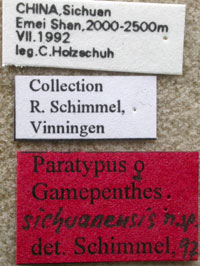 CHINA, Sichuan
Emei Shan, 2000-2500m
VII.1992
leg.C.Holzschuh
Collection
R. Schimmel,
Vinningen
Paratypus ♀
Gamepenthes.
sichuanensis n.sp.
det. Schimmel, 92